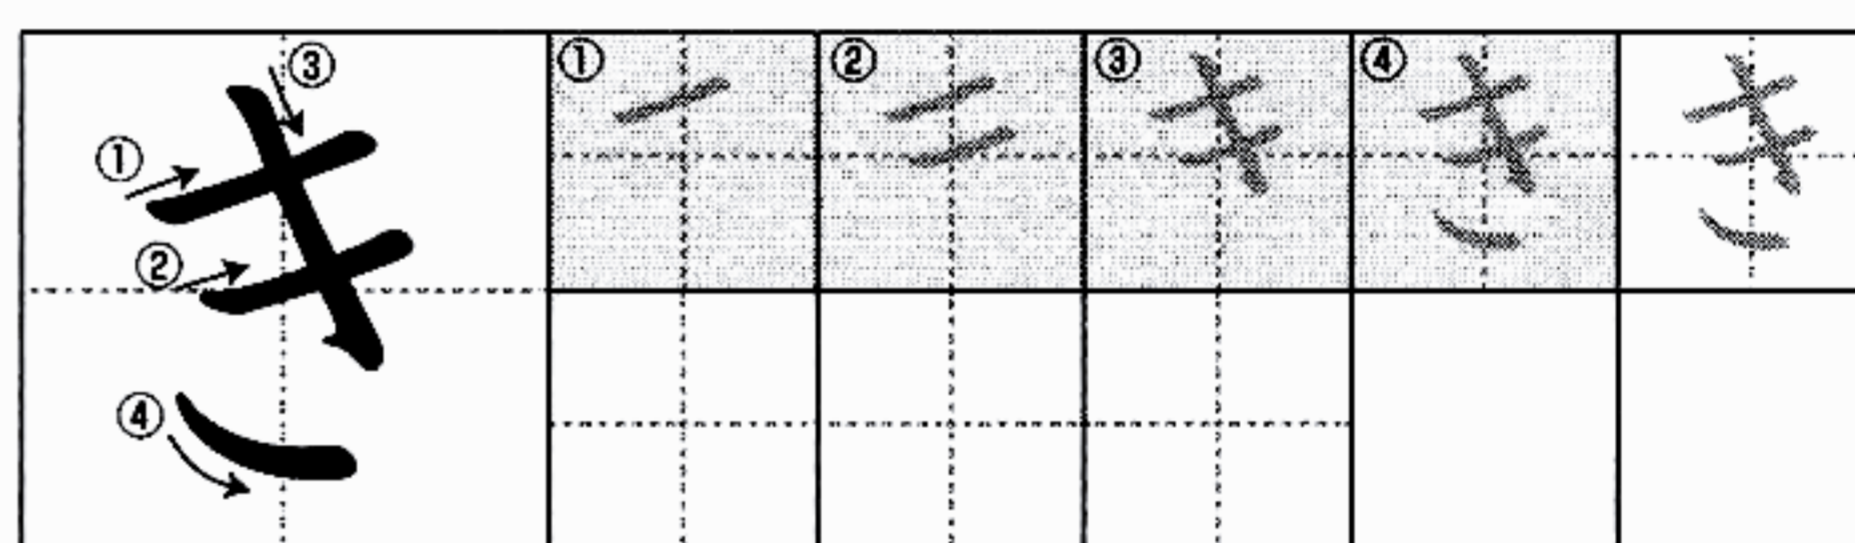 き ① ② ③ ④ き
① ② ③ ④